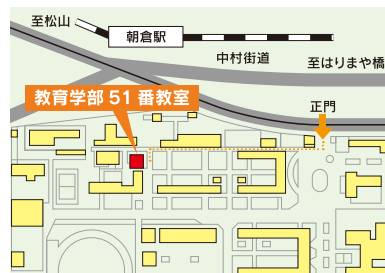 至松山
朝倉駅
中村街道
至はりまや橋
教育学部 51 番教室
正門